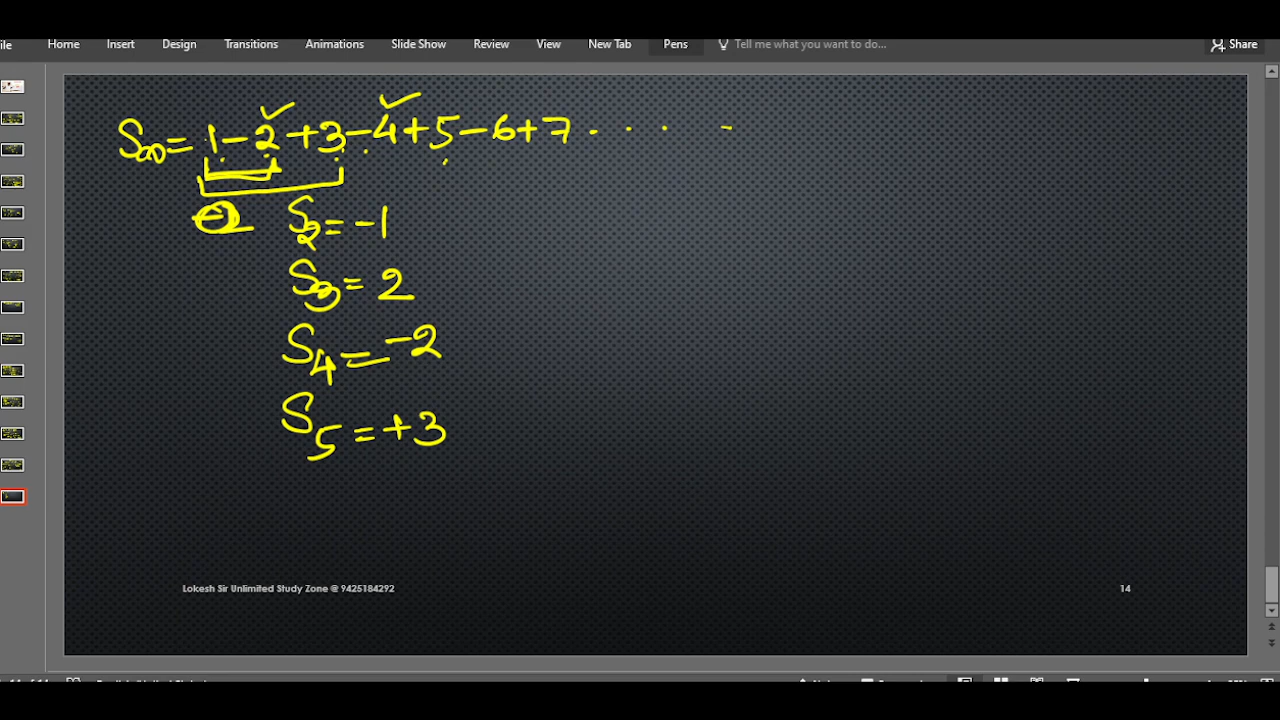 ile Home Insert Design Transitions Animations Slide Show Review View New Tab Pens Tell me what you want to do... Share
S∞ = 1 - 2 + 3 - 4 + 5 - 6 + 7 . . . . -
S2 = -1
S3 = 2
S4 = -2
S5 = +3
Lokesh Sir Unlimited Study Zone @ 9425184292 14